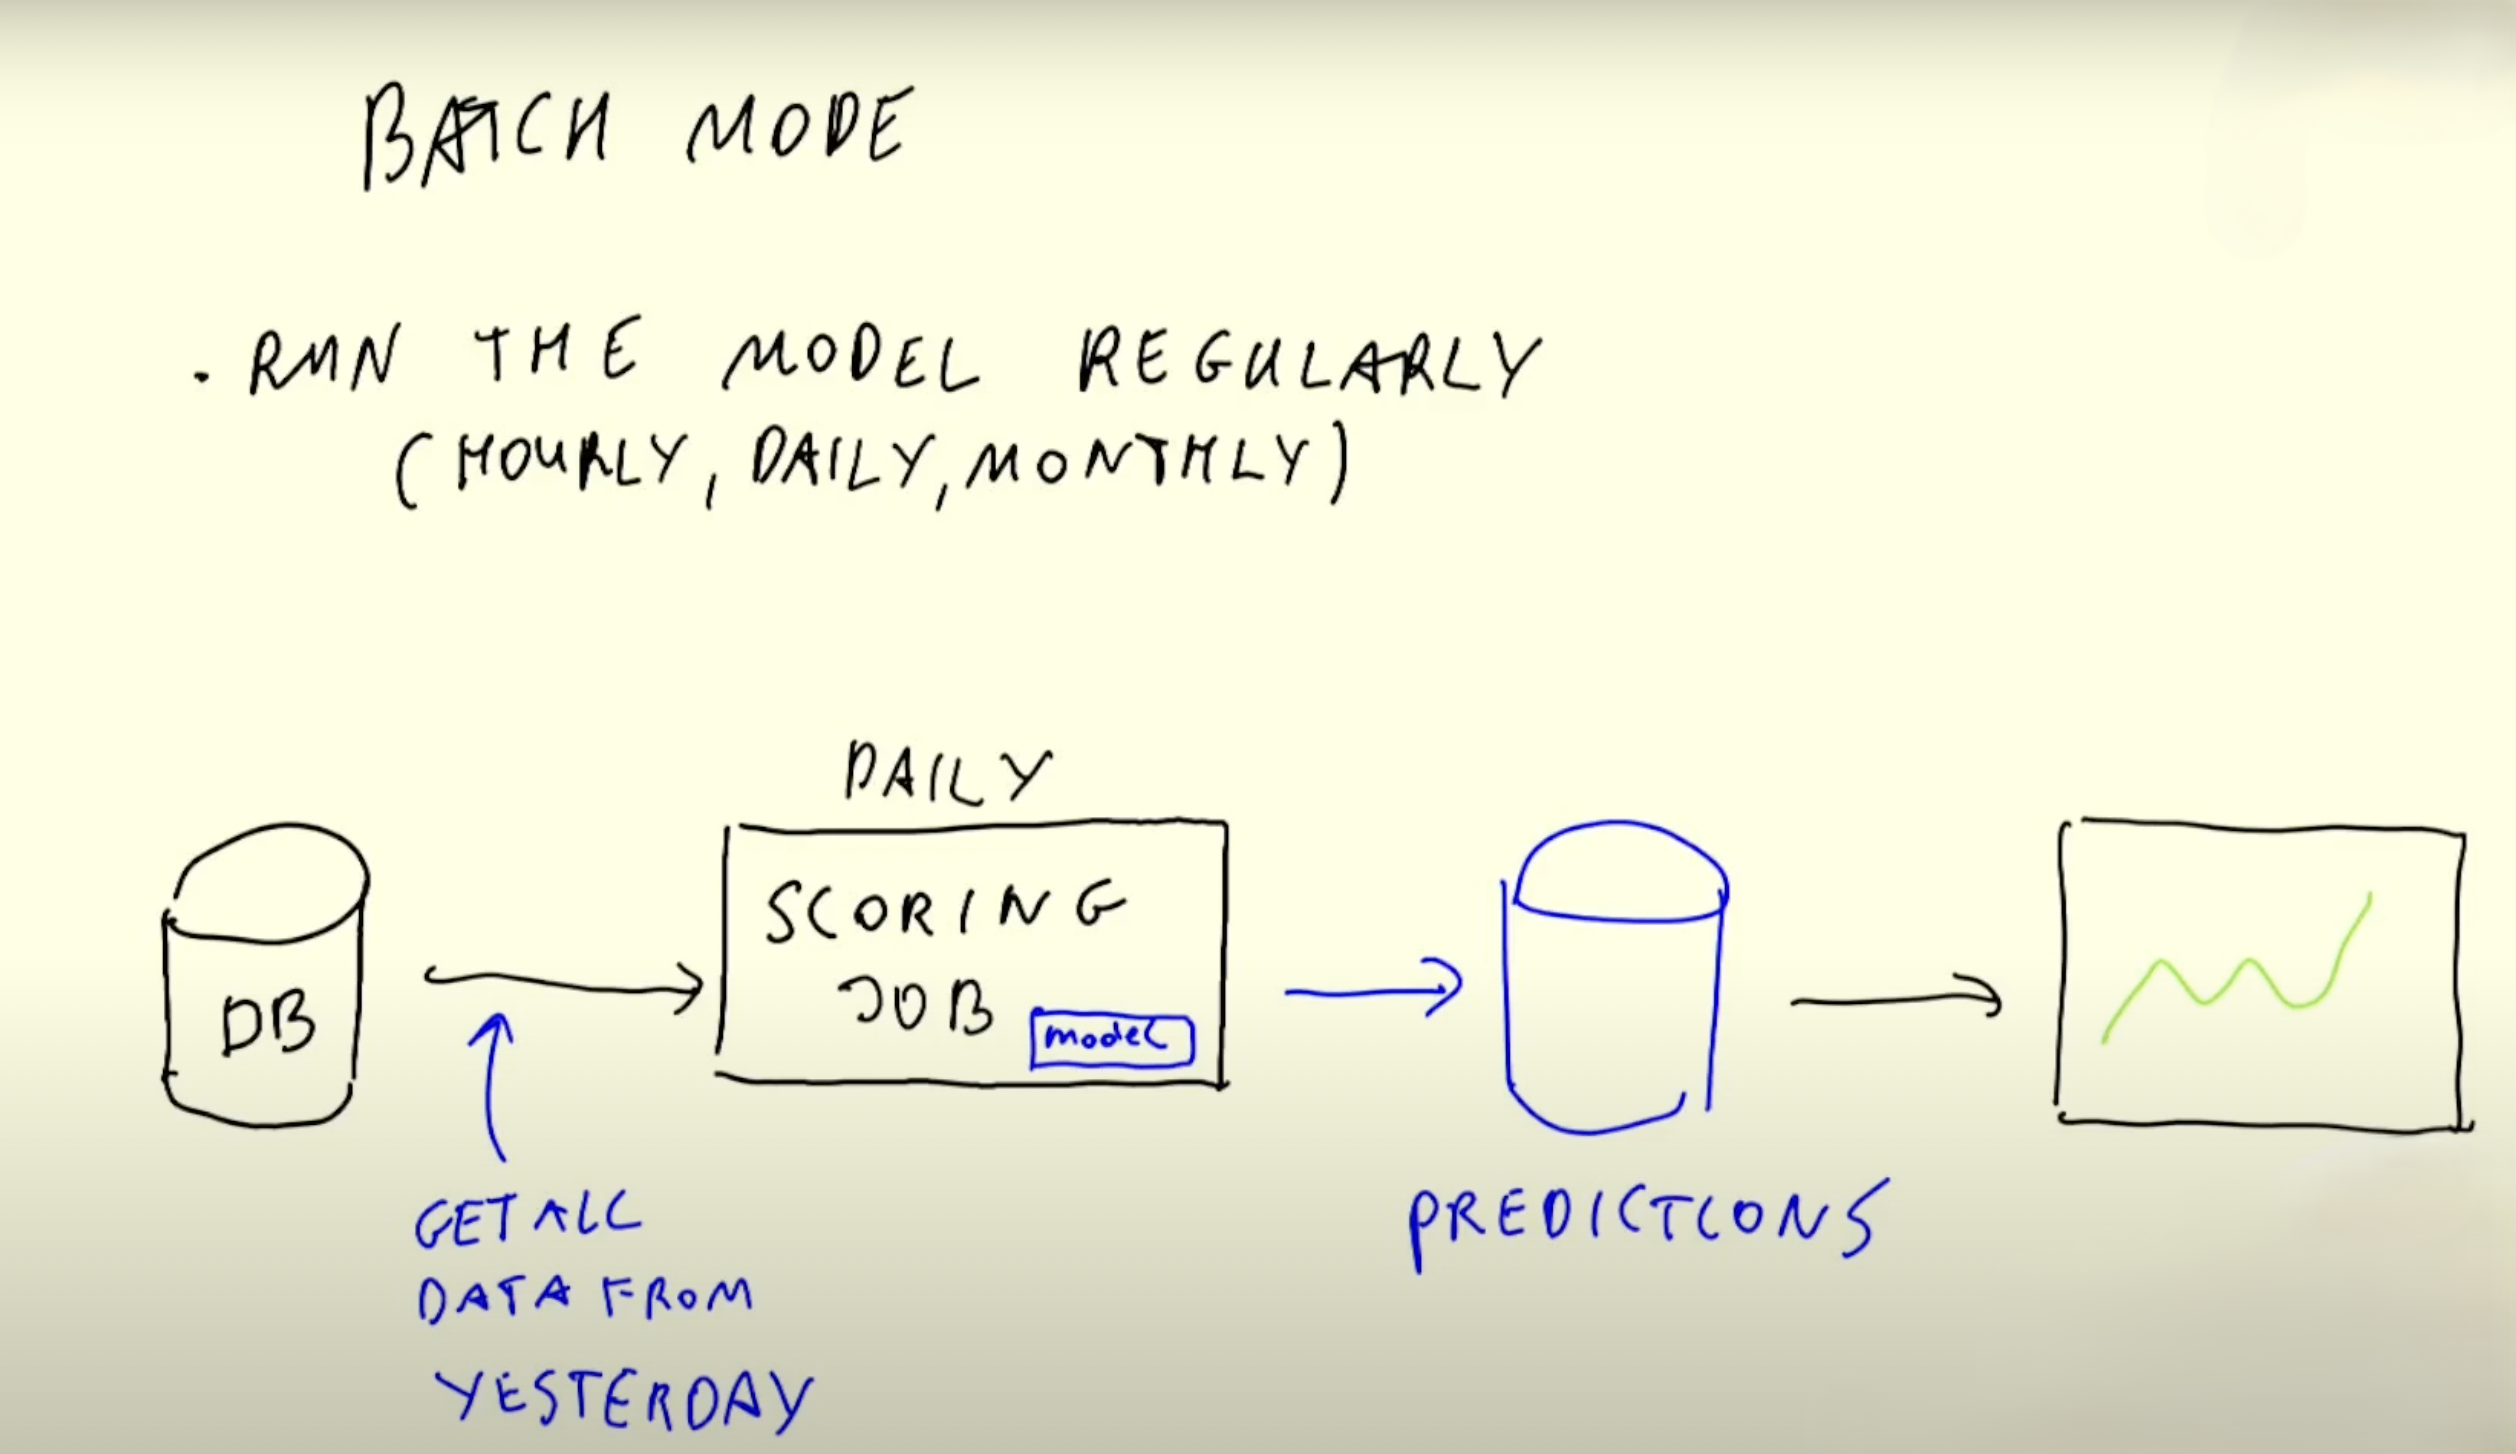 BATCH MODE
. RUN THE MODEL REGULARLY
(HOURLY, DAILY, MONTHLY)
DAILY
DB
SCORING
JOB
model
GET ALL
DATA FROM
YESTERDAY
PREDICTIONS